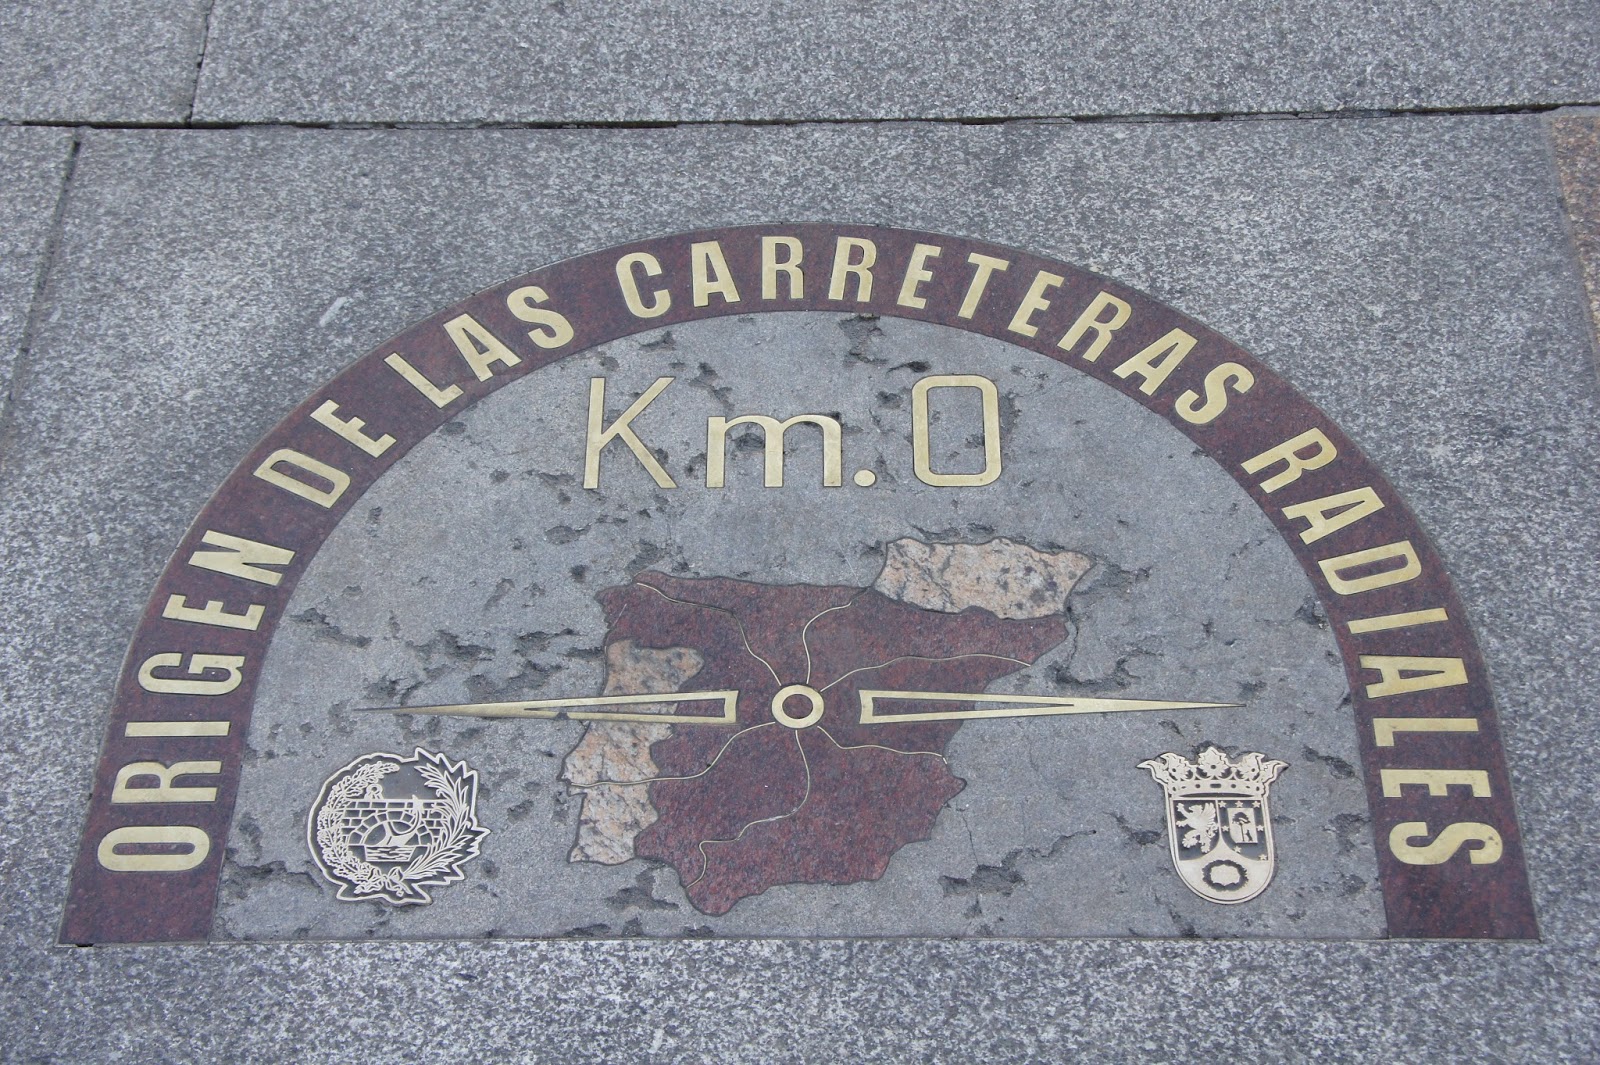 ORIGEN DE LAS CARRETERAS RADIALES
Km.0